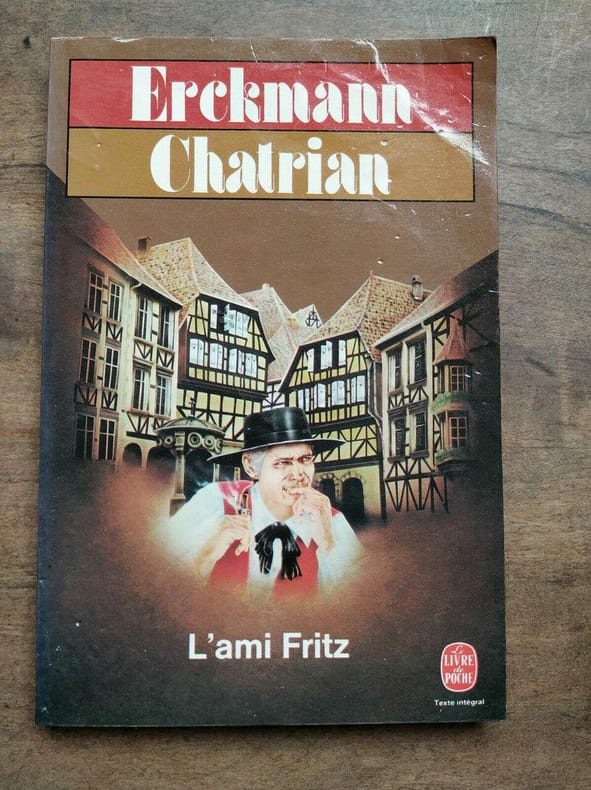 Erckmann
Chatrian
L'ami Fritz
Le
LIVRE
de
POCHE
Texte intégral